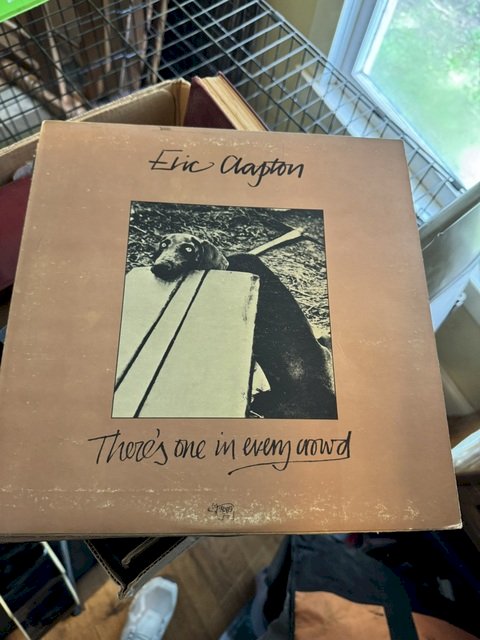 Eric Clapton
There's one in every crowd